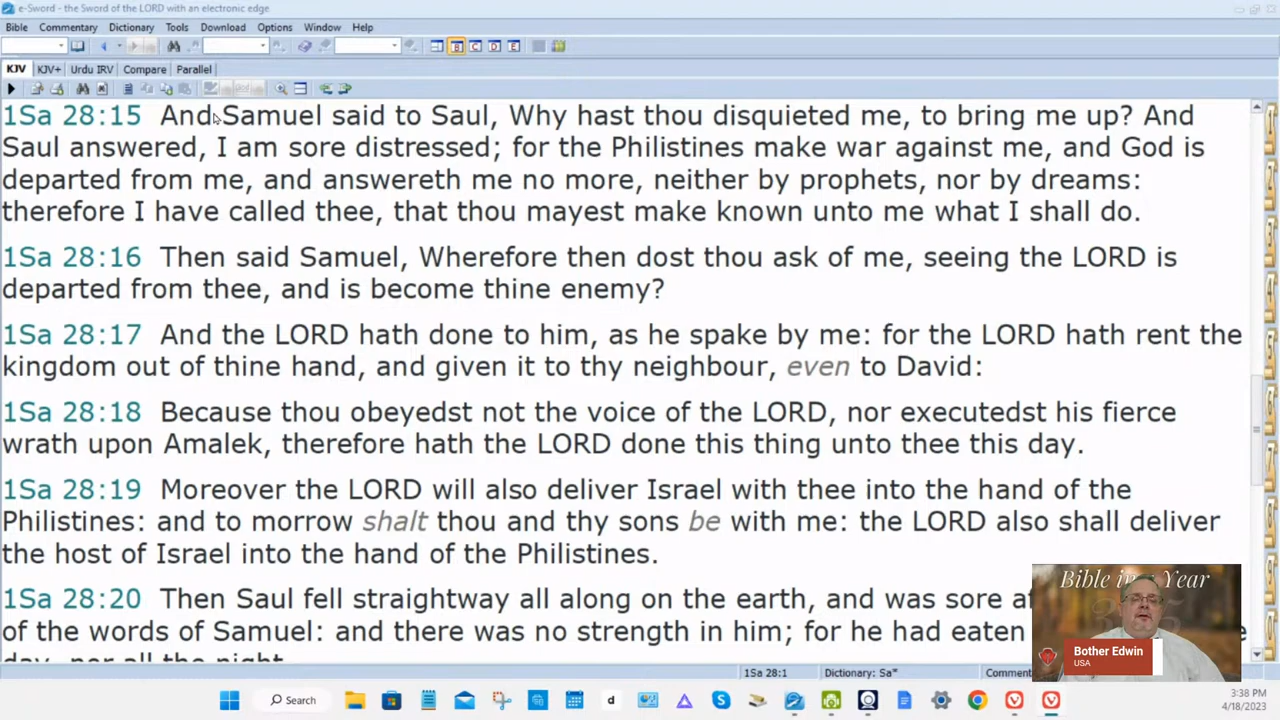 e-Sword - the Sword of the LORD with an electronic edge
Bible Commentary Dictionary Tools Download Options Window Help
B C D E
KJV KJV+ Urdu IRV Compare Parallel
1Sa 28:15 And Samuel said to Saul, Why hast thou disquieted me, to bring me up? And
Saul answered, I am sore distressed; for the Philistines make war against me, and God is
departed from me, and answereth me no more, neither by prophets, nor by dreams:
therefore I have called thee, that thou mayest make known unto me what I shall do.
1Sa 28:16 Then said Samuel, Wherefore then dost thou ask of me, seeing the LORD is
departed from thee, and is become thine enemy?
1Sa 28:17 And the LORD hath done to him, as he spake by me: for the LORD hath rent the
kingdom out of thine hand, and given it to thy neighbour, even to David:
1Sa 28:18 Because thou obeyedst not the voice of the LORD, nor executedst his fierce
wrath upon Amalek, therefore hath the LORD done this thing unto thee this day.
1Sa 28:19 Moreover the LORD will also deliver Israel with thee into the hand of the
Philistines: and to morrow shalt thou and thy sons be with me: the LORD also shall deliver
the host of Israel into the hand of the Philistines.
1Sa 28:20 Then Saul fell straightway all along on the earth, and was sore
of the words of Samuel: and there was no strength in him; for he had eaten
day, nor all the night.
Bible in a Year
Bother Edwin
USA
1Sa 28:1 Dictionary: Sa* Comment
Search
3:38 PM
4/18/2023